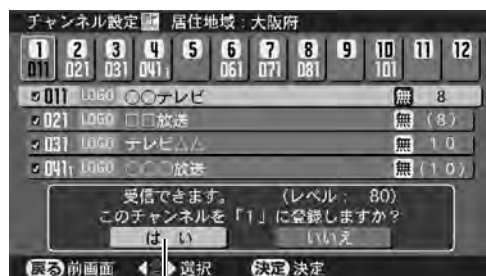 チャンネル設定 居住地域：大阪府
1 2 3 4 5 6 7 8 9 10 11 12
011 021 031 041₁ 061 071 081 101
011 LOGO ○○テレビ 無 8
021 LOGO □□放送 無 (8)
031 LOGO テレビ△△ 無 10
041₁ LOGO ○○○放送 無 (10)
受信できます。 (レベル： 80)
このチャンネルを「1」に登録しますか？
はい いいえ
戻る 前画面 選択 決定 決定